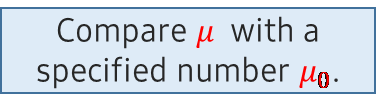 Compare μ with a
specified number μ₀.